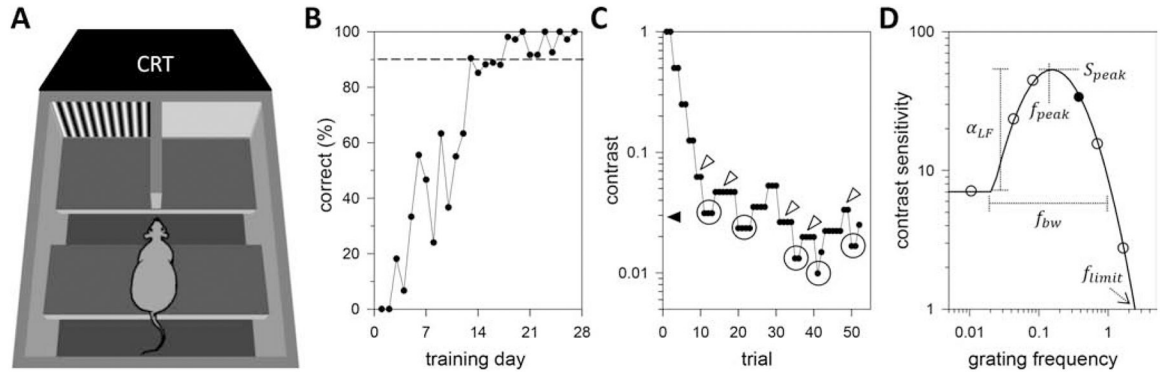 A
CRT
B
correct (%)
100
80
60
40
20
0
0 7 14 21 28
training day
C
contrast
1
0.1
0.01
0 10 20 30 40 50
trial
D
contrast sensitivity
100
10
1
0.01 0.1 1
grating frequency
S_peak
f_peak
α_LF
f_bw
f_limit